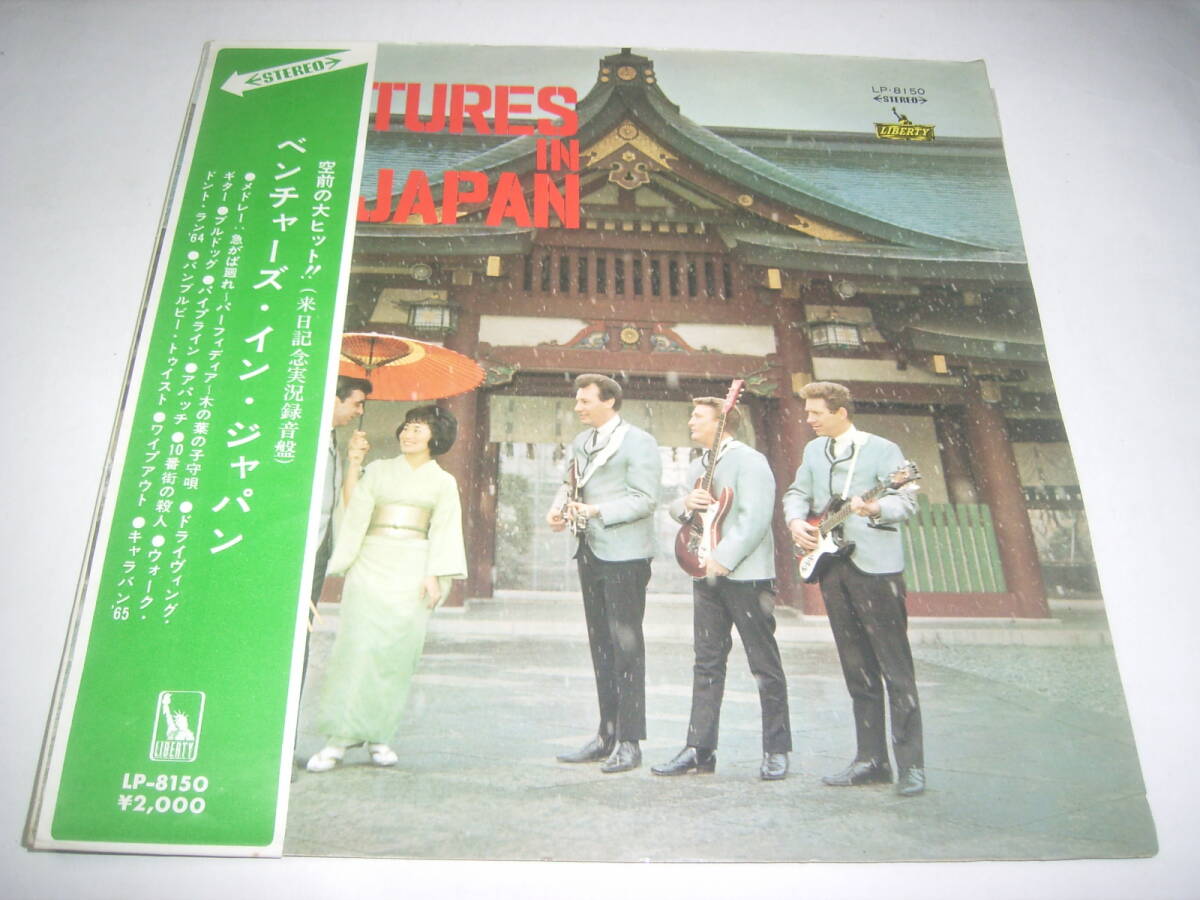 STEREO
空前の大ヒット!!(来日記念実況録音盤)
ベンチャーズ・イン・ジャパン
●メドレー:急がば廻れ~パーフィディア~木の葉の子守唄 ●ドライヴィング・
ギター ●ブルドッグ ●パイプライン ●アパッチ ●10番街の殺人 ●ウォーク・
ドント・ラン'64 ●バンブルビー・トゥイスト ●ワイプアウト ●キャラバン'65
LIBERTY
LP-8150
¥2,000
TURES
IN
JAPAN
LP-8150
STEREO
LIBERTY